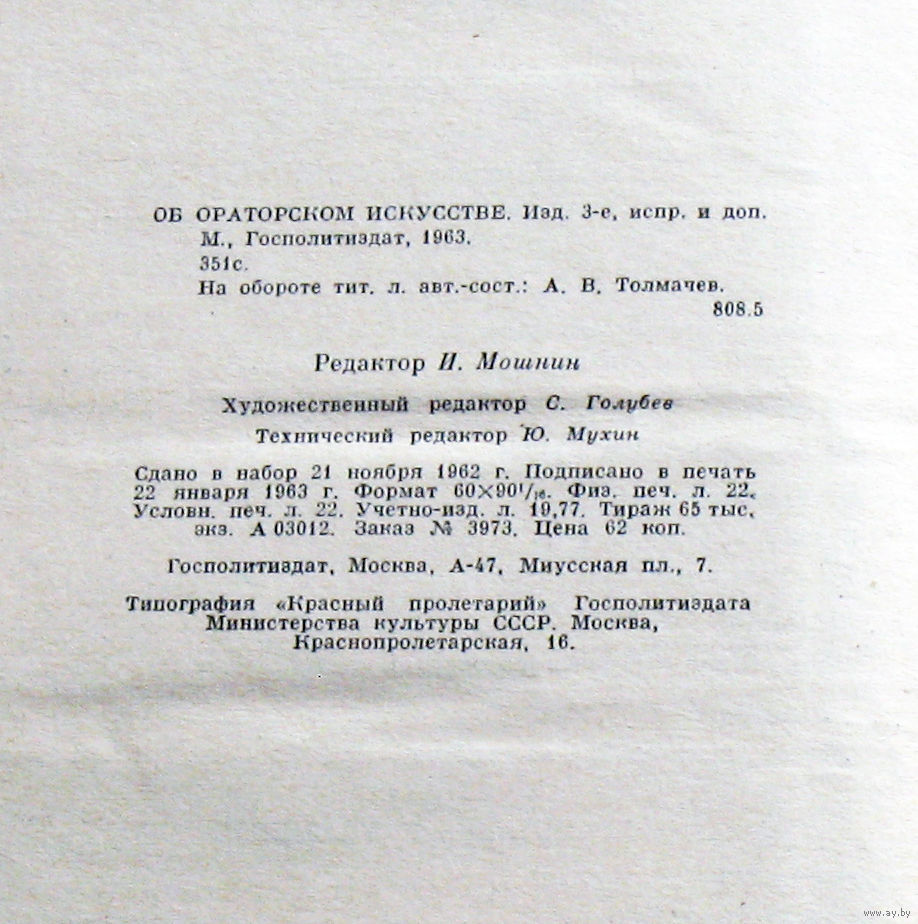 ОБ ОРАТОРСКОМ ИСКУССТВЕ. Изд. 3-е, испр. и доп.
М., Госполитиздат, 1963.
351с.
На обороте тит. л. авт.-сост.: А. В. Толмачев.
808.5
Редактор И. Мошнин
Художественный редактор С. Голубев
Технический редактор Ю. Мухин
Сдано в набор 21 ноября 1962 г. Подписано в печать
22 января 1963 г. Формат 60×90¹/₁₆. Физ. печ. л. 22.
Условн. печ. л. 22. Учетно-изд. л. 19,77. Тираж 65 тыс.
экз. А 03012. Заказ № 3973. Цена 62 коп.
Госполитиздат, Москва, А-47, Миусская пл., 7.
Типография «Красный пролетарий» Госполитиздата
Министерства культуры СССР. Москва,
Краснопролетарская, 16.
www.ay.by